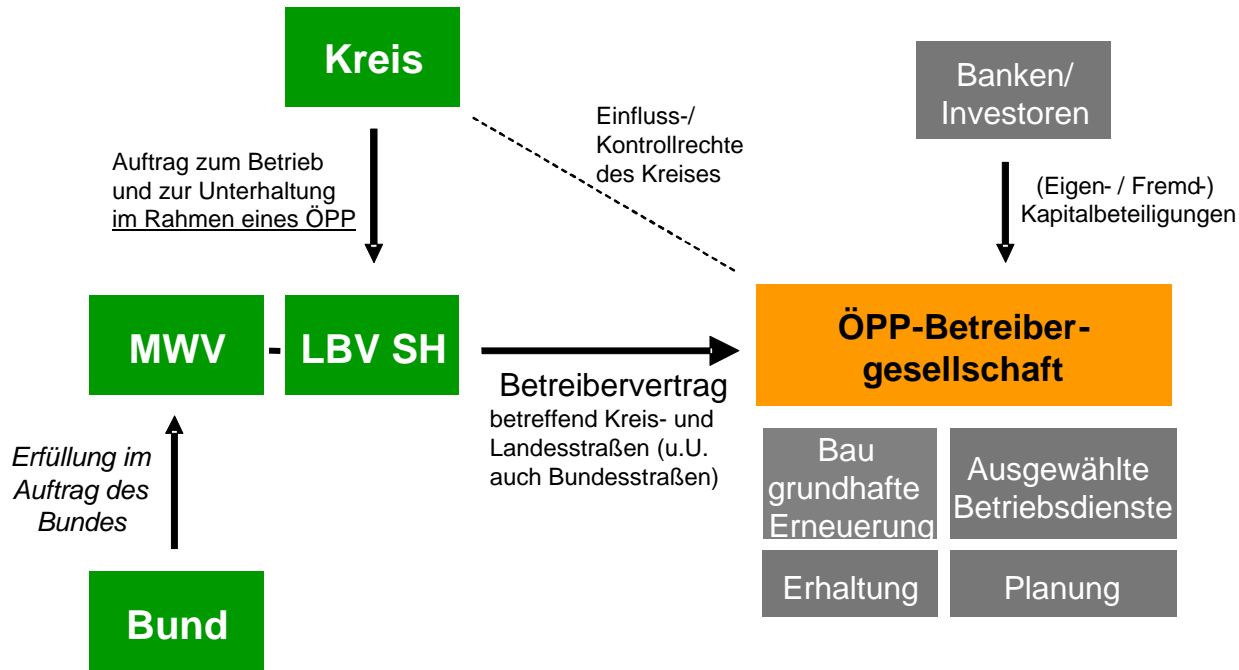 Kreis
Banken/
Investoren
Einfluss-/
Kontrollrechte
des Kreises
Auftrag zum Betrieb
und zur Unterhaltung
im Rahmen eines ÖPP
(Eigen- / Fremd-)
Kapitalbeteiligungen
MWV - LBV SH
ÖPP-Betreiber-
gesellschaft
Betreibervertrag
betreffend Kreis- und
Landesstraßen (u.U.
auch Bundesstraßen)
Erfüllung im
Auftrag des
Bundes
Bau
grundhafte
Erneuerung
Ausgewählte
Betriebsdienste
Erhaltung
Planung
Bund